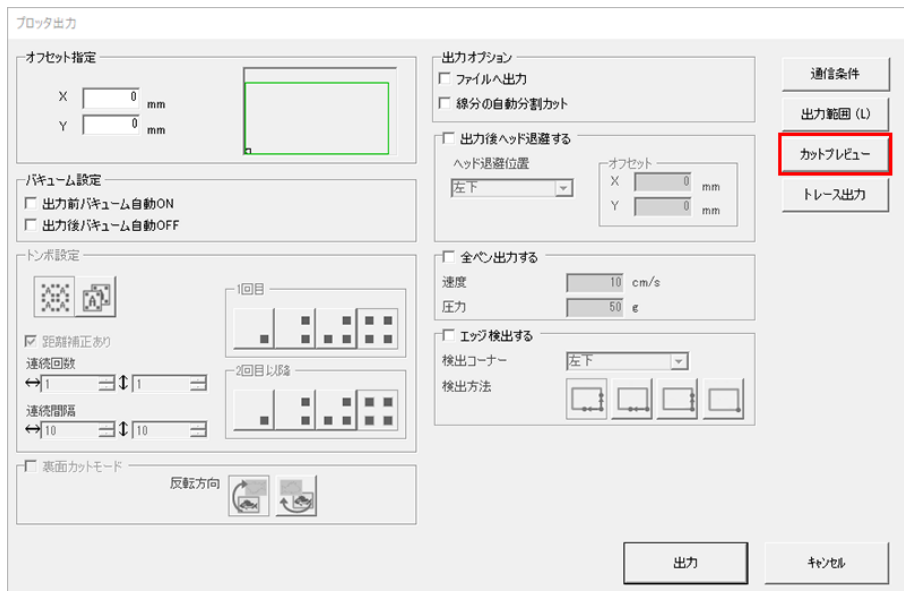 プロッタ出力
オフセット指定
X 0 mm
Y 0 mm
バキューム設定
出力前バキューム自動ON
出力後バキューム自動OFF
トンボ設定
距離補正あり
連続回数
1 1
連続間隔
10 10
1回目
2回目以降
裏面カットモード
反転方向
出力オプション
ファイルへ出力
線分の自動分割カット
出力後ヘッド退避する
ヘッド退避位置
左下
オフセット
X 0 mm
Y 0 mm
全ペン出力する
速度 10 cm/s
圧力 50 g
エッジ検出する
検出コーナー 左下
検出方法
通信条件
出力範囲 (L)
カットプレビュー
トレース出力
出力
キャンセル